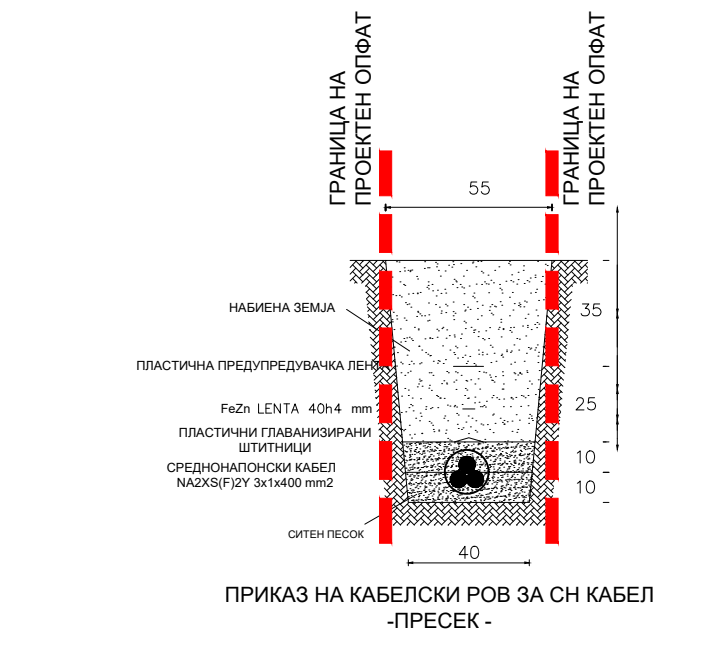 ГРАНИЦА НА
ПРОЕКТЕН ОПФАТ
ГРАНИЦА НА
ПРОЕКТЕН ОПФАТ
55
НАБИЕНА ЗЕМЈА
35
ПЛАСТИЧНА ПРЕДУПРЕДУВАЧКА ЛЕНТ
FeZn LENTA 40h4 mm
25
ПЛАСТИЧНИ ГЛАВАНИЗИРАНИ
ШТИТНИЦИ
10
СРЕДНОНАПОНСКИ КАБЕЛ
NA2XS(F)2Y 3x1x400 mm2
10
СИТЕН ПЕСОК
40
ПРИКАЗ НА КАБЕЛСКИ РОВ ЗА СН КАБЕЛ
-ПРЕСЕК -